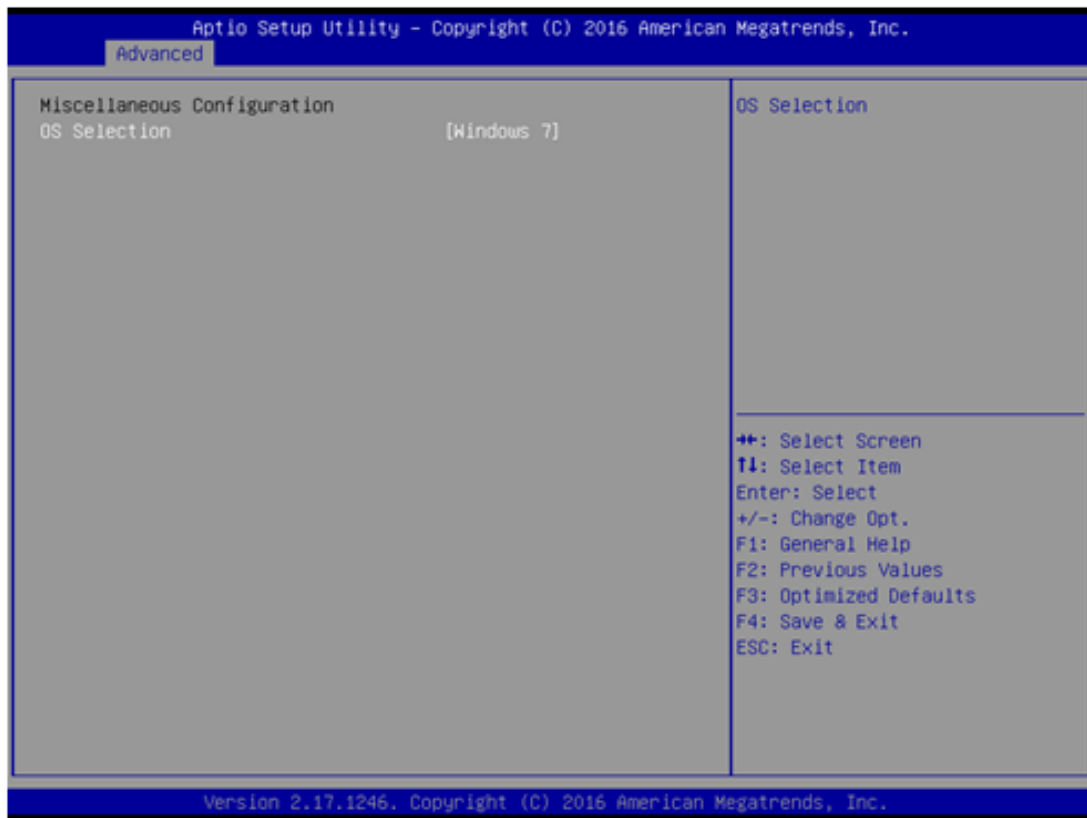 Aptio Setup Utility – Copyright (C) 2016 American Megatrends, Inc.
Advanced
Miscellaneous Configuration
OS Selection [Windows 7]
OS Selection
→←: Select Screen
↑↓: Select Item
Enter: Select
+/-: Change Opt.
F1: General Help
F2: Previous Values
F3: Optimized Defaults
F4: Save & Exit
ESC: Exit
Version 2.17.1246. Copyright (C) 2016 American Megatrends, Inc.